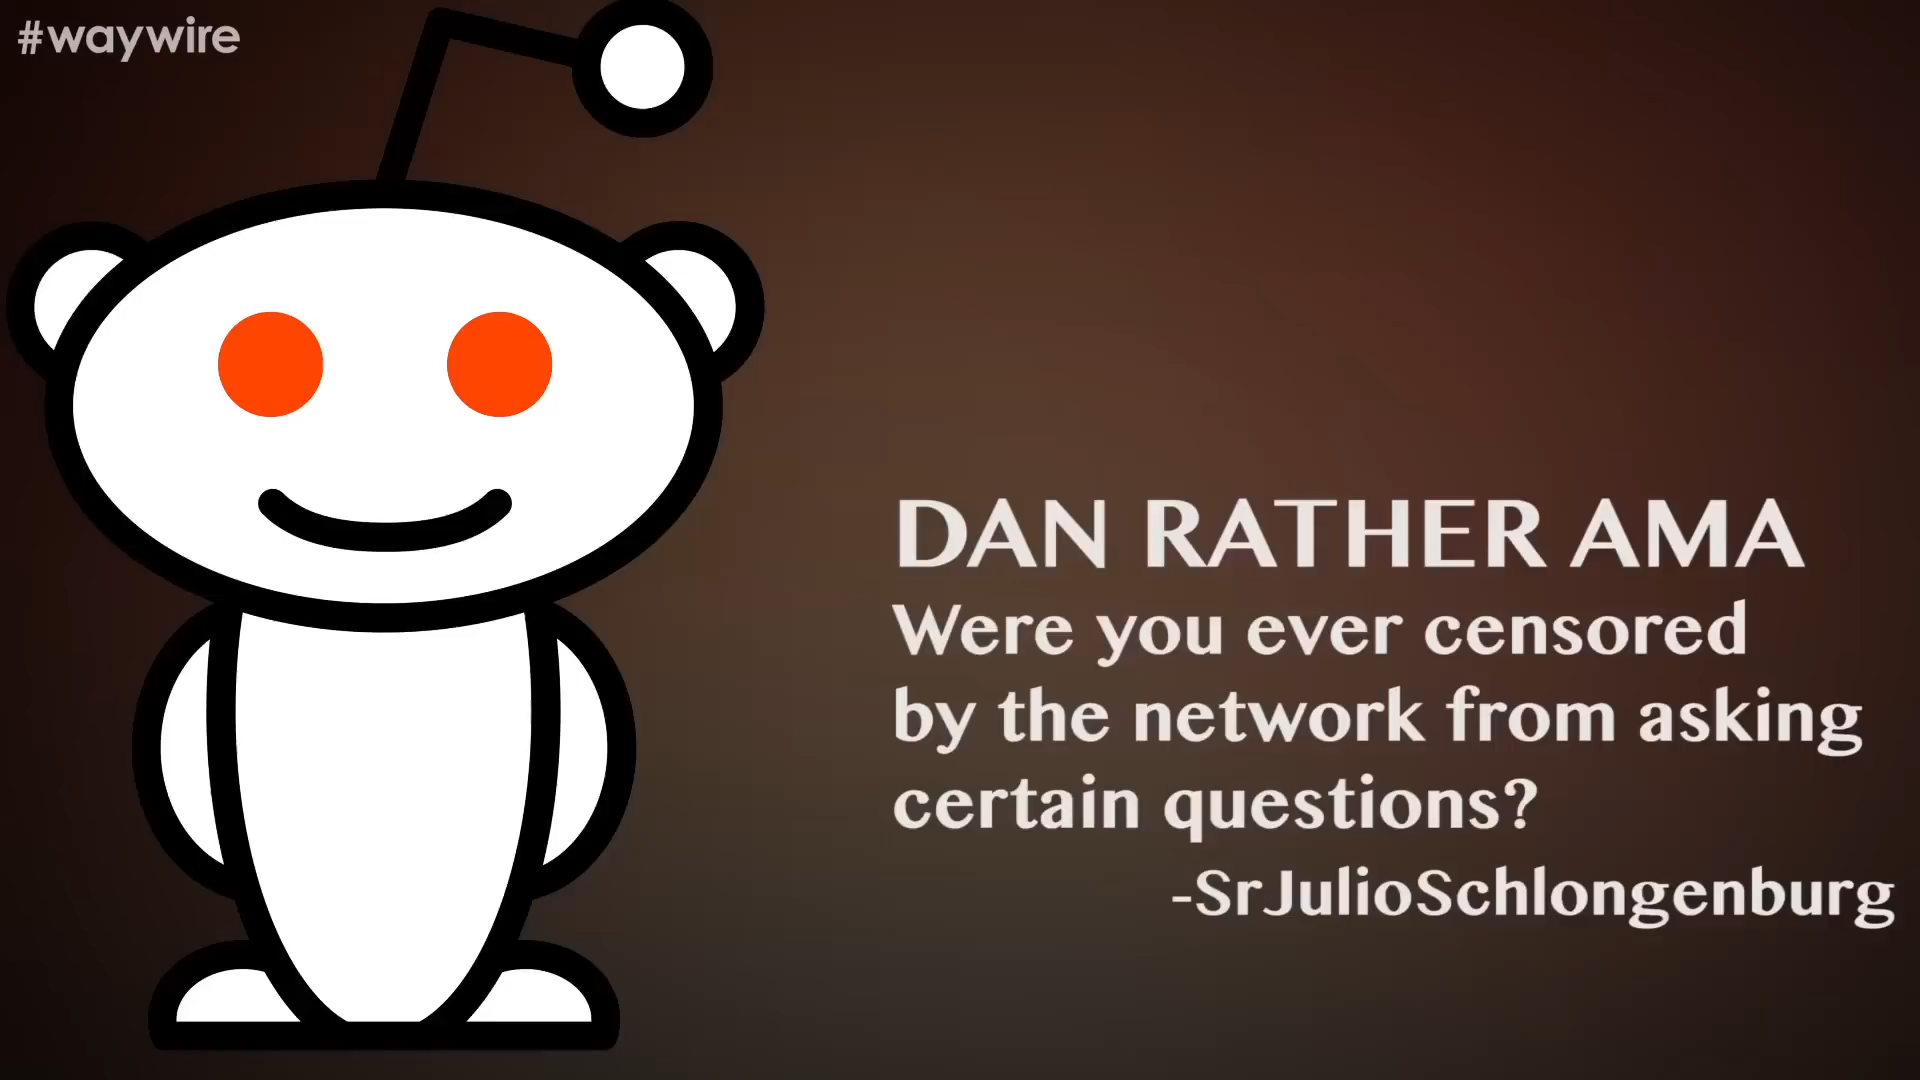 #waywire
DAN RATHER AMA
Were you ever censored
by the network from asking
certain questions?
-SrJulioSchlongenburg